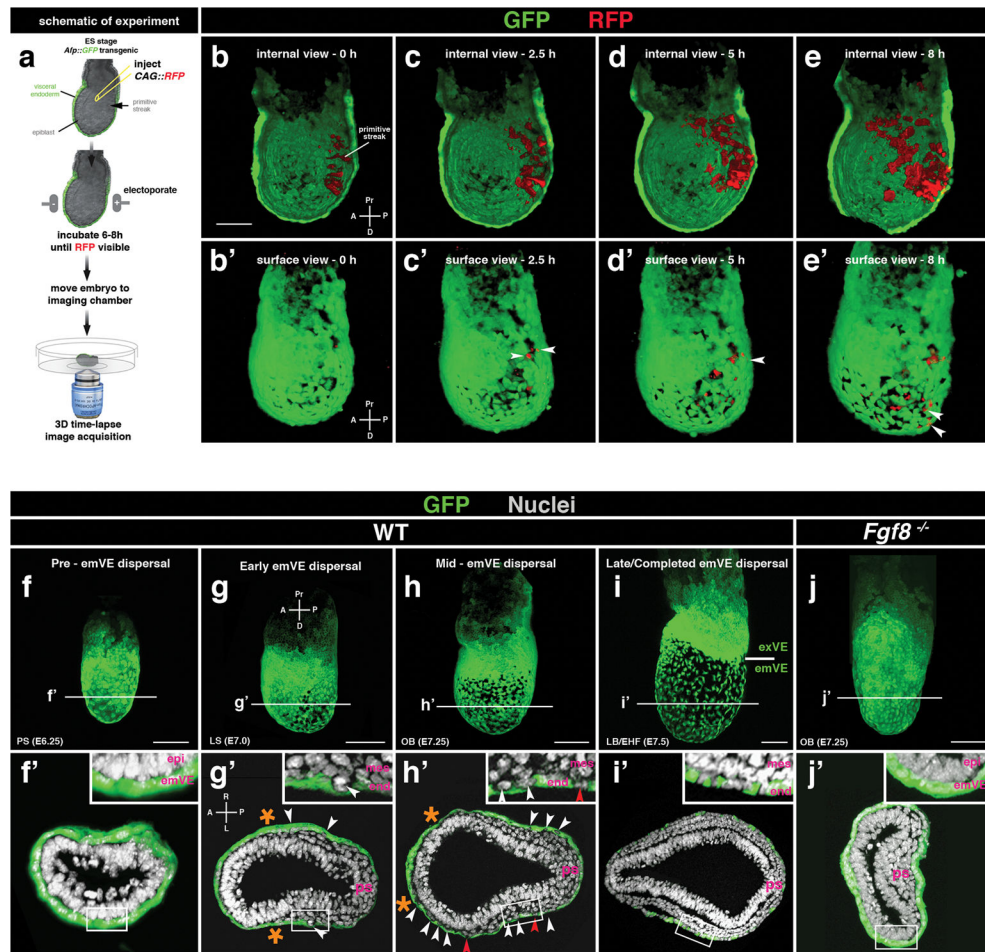 schematic of experiment
GFP RFP
a
ES stage
Afp::GFP transgenic
inject
CAG::RFP
visceral
endoderm
primitive
streak
epiblast
electoporate
- +
incubate 6-8h
until RFP visible
move embryo to
imaging chamber
3D time-lapse
image acquisition
b internal view - 0 h
primitive
streak
Pr
A P
D
c internal view - 2.5 h
d internal view - 5 h
e internal view - 8 h
b' surface view - 0 h
Pr
A P
D
c' surface view - 2.5 h
d' surface view - 5 h
e' surface view - 8 h
GFP Nuclei
WT
Fgf8 -/-
f Pre - emVE dispersal
f'
PS (E6.25)
g Early emVE dispersal
Pr
A P
D
g'
LS (E7.0)
h Mid - emVE dispersal
h'
OB (E7.25)
i Late/Completed emVE dispersal
exVE
emVE
i'
LB/EHF (E7.5)
j
j'
OB (E7.25)
f'
epi
emVE
g'
R
A P
L
mes
end
*
*
ps
h'
mes
end
*
*
ps
i'
mes
end
ps
j'
epi
emVE
ps